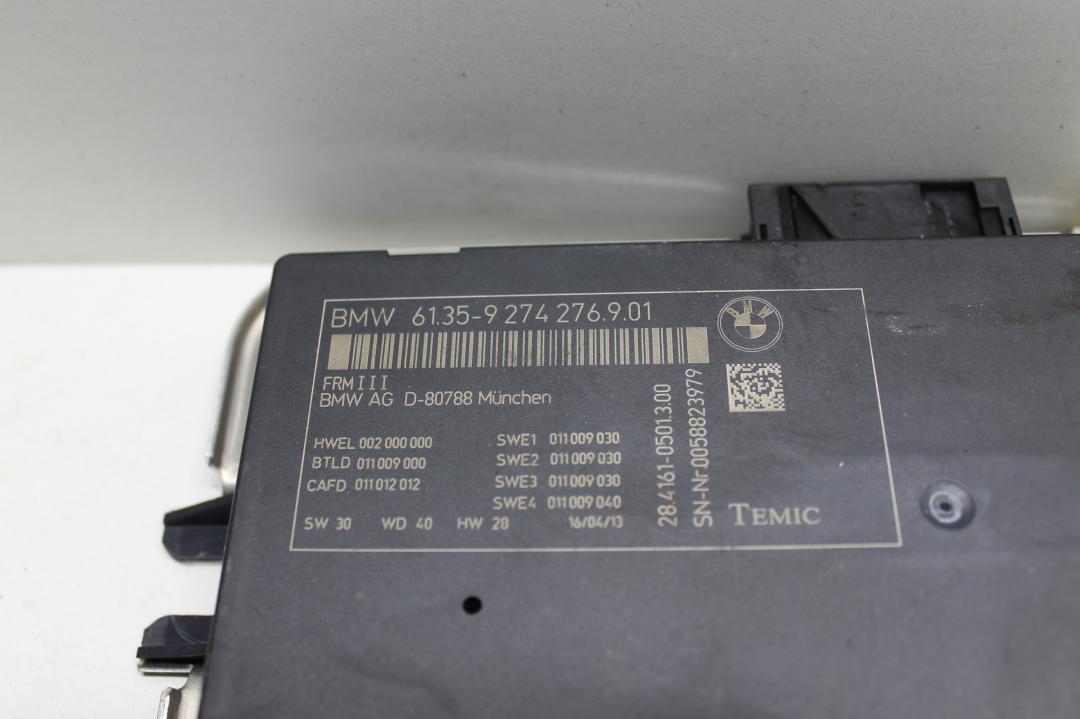 BMW 61.35-9 274 276.9.01
BMW
FRM III
BMW AG D-80788 München
HWEL 002 000 000
BTLD 011 009 000
CAFD 011 012 012
SWE1 011 009 030
SWE2 011 009 030
SWE3 011 009 030
SWE4 011 009 040
SW 30 WD 40 HW 28 16/04/13
28.4161-0501.3.00
SN-Nr.0058823979
TEMIC